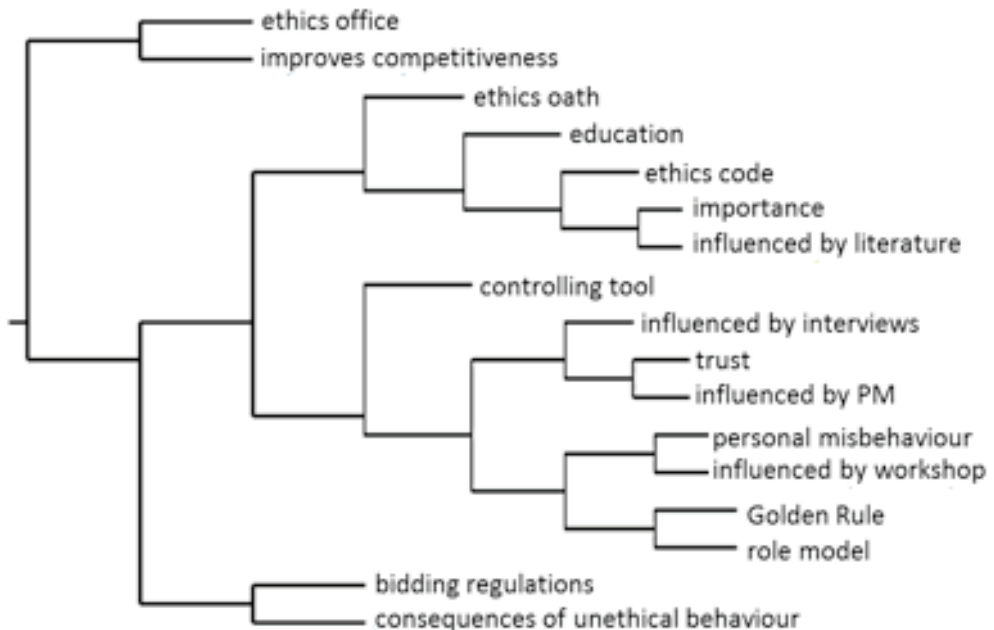 ethics office
improves competitiveness
ethics oath
education
ethics code
importance
influenced by literature
controlling tool
influenced by interviews
trust
influenced by PM
personal misbehaviour
influenced by workshop
Golden Rule
role model
bidding regulations
consequences of unethical behaviour